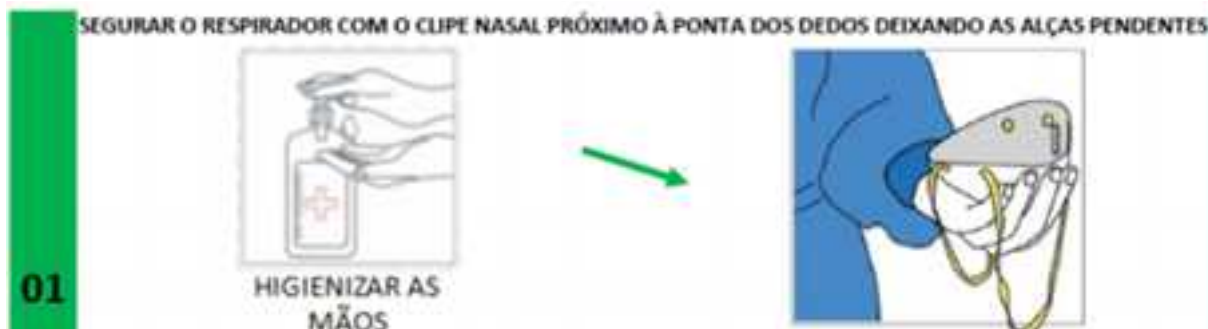 SEGURAR O RESPIRADOR COM O CLIPE NASAL PRÓXIMO À PONTA DOS DEDOS DEIXANDO AS ALÇAS PENDENTES
01
HIGIENIZAR AS
MÃOS